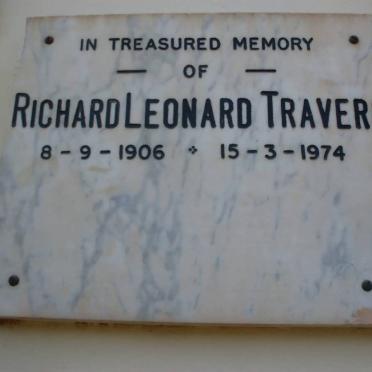 IN TREASURED MEMORY
— OF —
RICHARD LEONARD TRAVER
8 - 9 - 1906 ❖ 15 - 3 - 1974